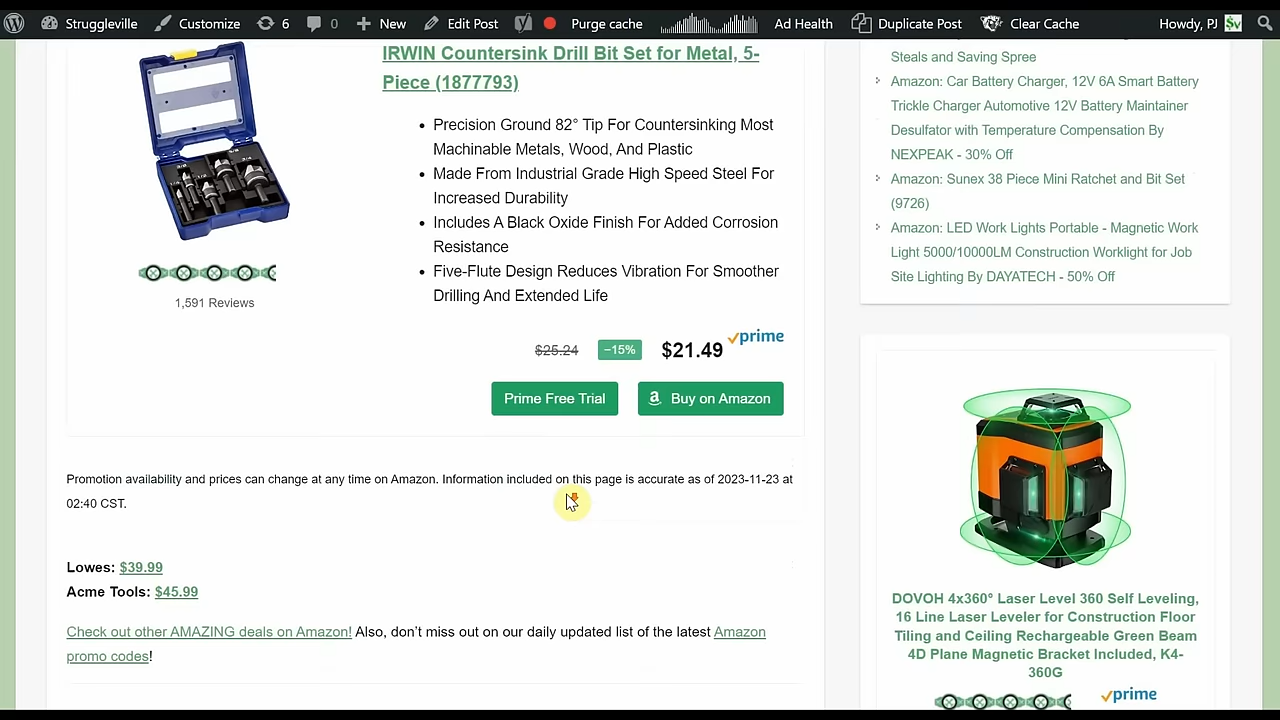 Struggleville Customize 6 0 New Edit Post Purge cache Ad Health Duplicate Post Clear Cache Howdy, PJ
IRWIN Countersink Drill Bit Set for Metal, 5-
Piece (1877793)
• Precision Ground 82° Tip For Countersinking Most
Machinable Metals, Wood, And Plastic
• Made From Industrial Grade High Speed Steel For
Increased Durability
• Includes A Black Oxide Finish For Added Corrosion
Resistance
• Five-Flute Design Reduces Vibration For Smoother
Drilling And Extended Life
1,591 Reviews
$25.24 −15% $21.49 prime
Prime Free Trial Buy on Amazon
Promotion availability and prices can change at any time on Amazon. Information included on this page is accurate as of 2023-11-23 at
02:40 CST.
Lowes: $39.99
Acme Tools: $45.99
Check out other AMAZING deals on Amazon! Also, don’t miss out on our daily updated list of the latest Amazon
promo codes!
Steals and Saving Spree
Amazon: Car Battery Charger, 12V 6A Smart Battery
Trickle Charger Automotive 12V Battery Maintainer
Desulfator with Temperature Compensation By
NEXPEAK - 30% Off
Amazon: Sunex 38 Piece Mini Ratchet and Bit Set
(9726)
Amazon: LED Work Lights Portable - Magnetic Work
Light 5000/10000LM Construction Worklight for Job
Site Lighting By DAYATECH - 50% Off
DOVOH 4x360° Laser Level 360 Self Leveling,
16 Line Laser Leveler for Construction Floor
Tiling and Ceiling Rechargeable Green Beam
4D Plane Magnetic Bracket Included, K4-
360G
prime